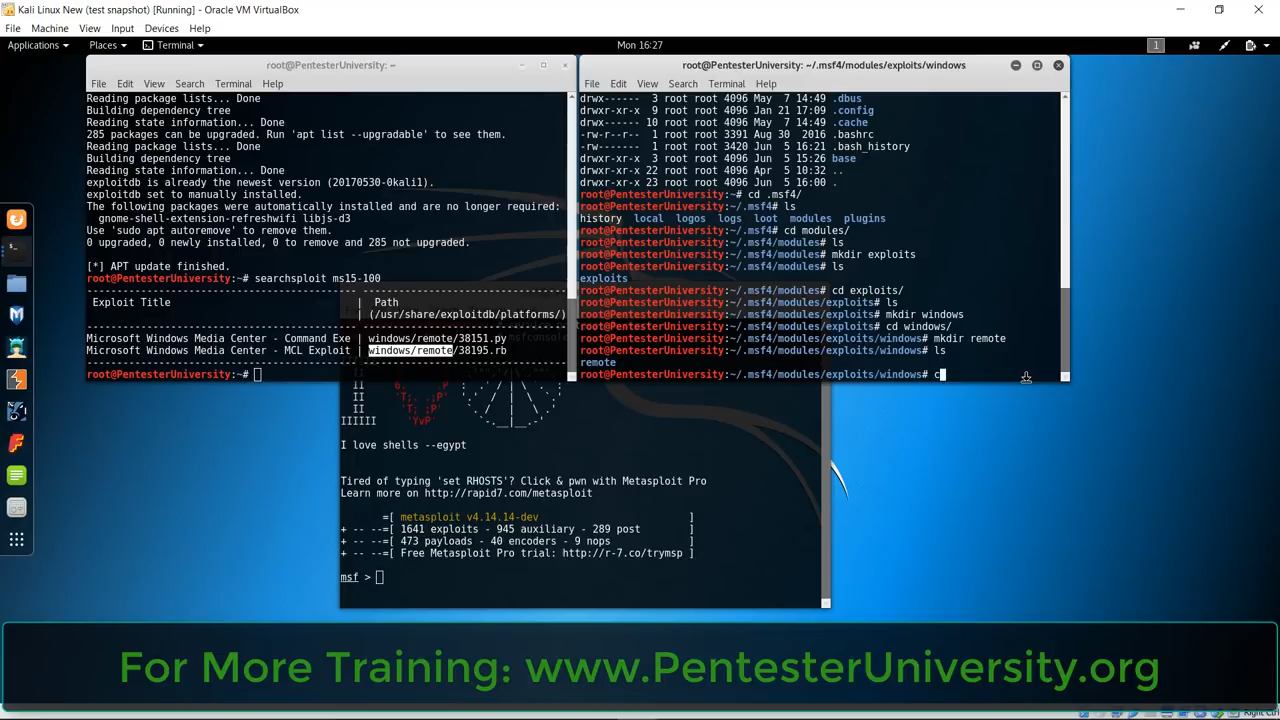 Kali Linux New (test snapshot) [Running] - Oracle VM VirtualBox
File Machine View Input Devices Help
Applications Places Terminal Mon 16:27 1
root@PentesterUniversity: ~
File Edit View Search Terminal Help
Reading package lists... Done
Building dependency tree
Reading state information... Done
285 packages can be upgraded. Run 'apt list --upgradable' to see them.
Reading package lists... Done
Building dependency tree
Reading state information... Done
exploitdb is already the newest version (20170530-0kali1).
exploitdb set to manually installed.
The following packages were automatically installed and are no longer required:
gnome-shell-extension-refreshwifi libjs-d3
Use 'sudo apt autoremove' to remove them.
0 upgraded, 0 newly installed, 0 to remove and 285 not upgraded.
[*] APT update finished.
root@PentesterUniversity:~# searchsploit ms15-100
Exploit Title | Path
| (/usr/share/exploitdb/platforms/)
Microsoft Windows Media Center - Command Exe | windows/remote/38151.py
Microsoft Windows Media Center - MCL Exploit | windows/remote/38195.rb
root@PentesterUniversity:~#
root@PentesterUniversity: ~/.msf4/modules/exploits/windows
File Edit View Search Terminal Help
drwx------ 3 root root 4096 May 7 14:49 .dbus
drwxr-xr-x 9 root root 4096 Jan 21 17:09 .config
drwx------ 10 root root 4096 May 7 14:49 .cache
-rw-r--r-- 1 root root 3391 Aug 30 2016 .bashrc
-rw------- 1 root root 3420 Jun 5 16:21 .bash_history
drwxr-xr-x 3 root root 4096 Jun 5 15:26 base
drwxr-xr-x 22 root root 4096 Apr 5 10:32 ..
drwxr-xr-x 23 root root 4096 Jun 5 16:00 .
root@PentesterUniversity:~# cd .msf4/
root@PentesterUniversity:~/.msf4# ls
history local logos logs loot modules plugins
root@PentesterUniversity:~/.msf4# cd modules/
root@PentesterUniversity:~/.msf4/modules# ls
root@PentesterUniversity:~/.msf4/modules# mkdir exploits
root@PentesterUniversity:~/.msf4/modules# ls
exploits
root@PentesterUniversity:~/.msf4/modules# cd exploits/
root@PentesterUniversity:~/.msf4/modules/exploits# ls
root@PentesterUniversity:~/.msf4/modules/exploits# mkdir windows
root@PentesterUniversity:~/.msf4/modules/exploits# cd windows/
root@PentesterUniversity:~/.msf4/modules/exploits/windows# mkdir remote
root@PentesterUniversity:~/.msf4/modules/exploits/windows# ls
remote
root@PentesterUniversity:~/.msf4/modules/exploits/windows# c
I love shells --egypt
Tired of typing 'set RHOSTS'? Click & pwn with Metasploit Pro
Learn more on http://rapid7.com/metasploit
=[ metasploit v4.14.14-dev ]
+ -- --=[ 1641 exploits - 945 auxiliary - 289 post ]
+ -- --=[ 473 payloads - 40 encoders - 9 nops ]
+ -- --=[ Free Metasploit Pro trial: http://r-7.co/trymsp ]
msf >
For More Training: www.PentesterUniversity.org
Right Ctrl